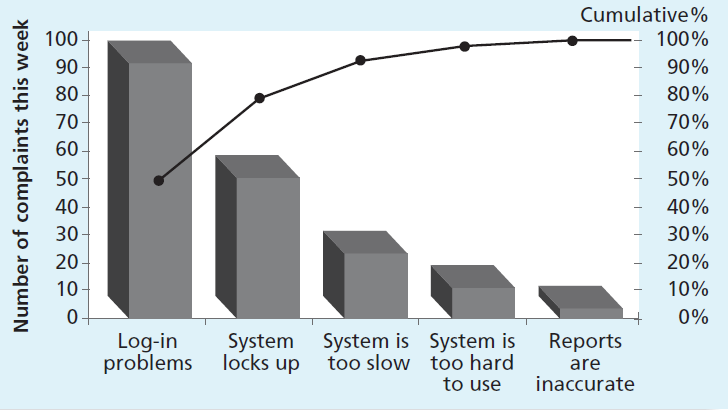 Cumulative%
Number of complaints this week
100
90
80
70
60
50
40
30
20
10
0
100%
90%
80%
70%
60%
50%
40%
30%
20%
10%
0%
Log-in
problems
System
locks up
System is
too slow
System is
too hard
to use
Reports
are
inaccurate